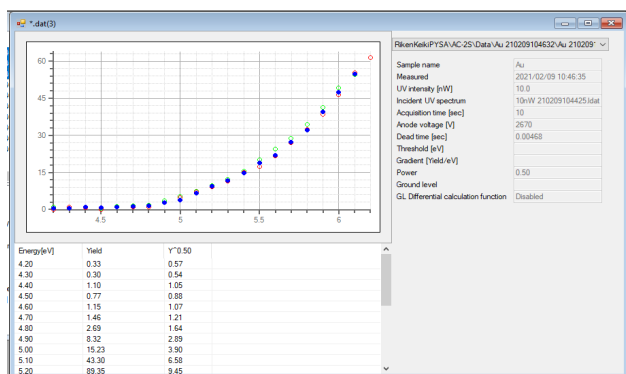 *.dat(3)
RikenKeikiPYSA\AC-2S\Data\Au 210209104632\Au 210209'
60
45
30
15
0
4.5 5 5.5 6
Sample name Au
Measured 2021/02/09 10:46:35
UV intensity [nW] 10.0
Incident UV spectrum 10nW 210209104425.ldat
Acquisition time [sec] 10
Anode voltage [V] 2670
Dead time [sec] 0.00468
Threshold [eV]
Gradient [Yield/eV]
Power 0.50
Ground level
GL Differential calculation function Disabled
Energy[eV] Yield Y^0.50
4.20 0.33 0.57
4.30 0.30 0.54
4.40 1.10 1.05
4.50 0.77 0.88
4.60 1.15 1.07
4.70 1.46 1.21
4.80 2.69 1.64
4.90 8.32 2.89
5.00 15.23 3.90
5.10 43.30 6.58
5.20 89.35 9.45